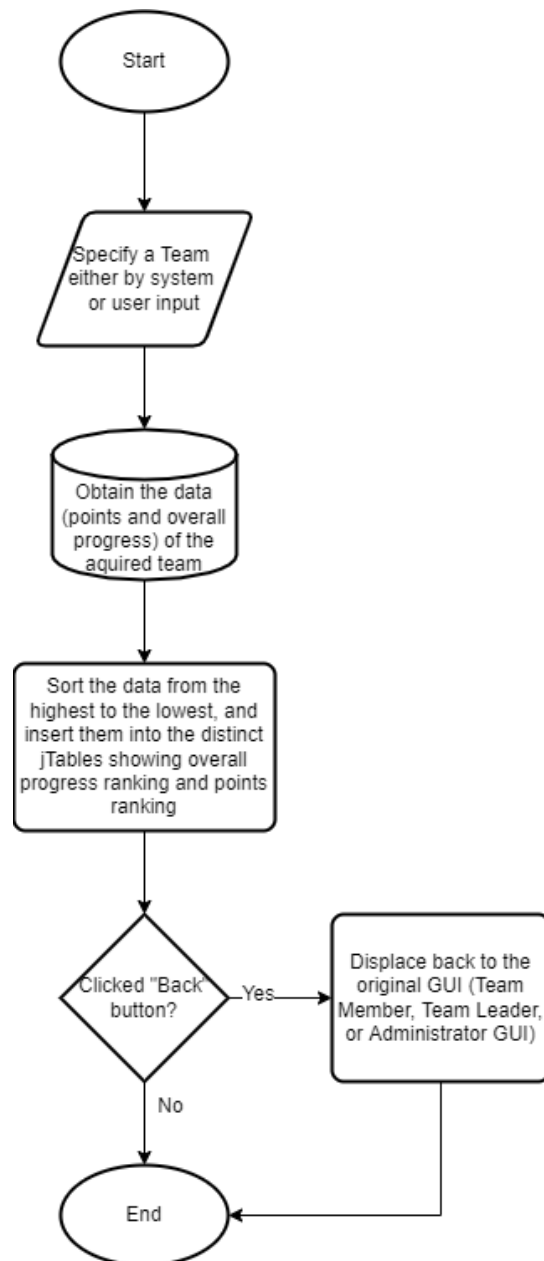 Start
Specify a Team
either by system
or user input
Obtain the data
(points and overall
progress) of the
aquired team
Sort the data from the
highest to the lowest, and
insert them into the distinct
jTables showing overall
progress ranking and points
ranking
Clicked "Back"
button?
Yes
Displace back to the
original GUI (Team
Member, Team Leader,
or Administrator GUI)
No
End